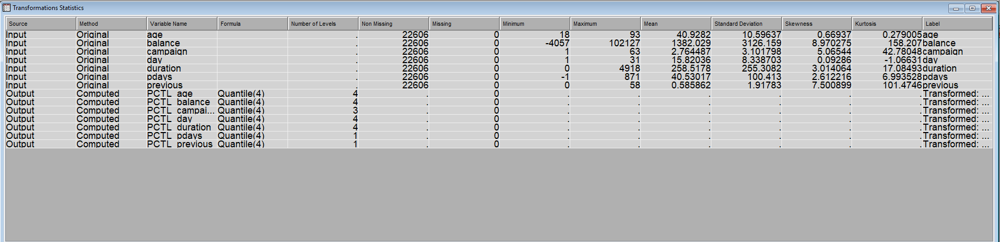 Transformations Statistics
Source Method Variable Name Formula Number of Levels Non Missing Missing Minimum Maximum Mean Standard Deviation Skewness Kurtosis Label
Input Original age . 22606 0 18 93 40.9282 10.59637 0.66937 0.279005 age
Input Original balance . 22606 0 -4057 102127 1382.029 3126.159 8.970275 158.207 balance
Input Original campaign . 22606 0 1 63 2.764487 3.101798 5.06544 42.78048 campaign
Input Original day . 22606 0 1 31 15.82036 8.338703 0.09286 -1.06631 day
Input Original duration . 22606 0 0 4918 258.5178 255.3082 3.014064 17.08493 duration
Input Original pdays . 22606 0 -1 871 40.53017 100.413 2.612216 6.993528 pdays
Input Original previous . 22606 0 0 58 0.585862 1.91783 7.500899 101.4746 previous
Output Computed PCTL_age Quantile(4) 4 . 0 . . . . . . Transformed: ...
Output Computed PCTL_balance Quantile(4) 4 . 0 . . . . . . Transformed: ...
Output Computed PCTL_campai... Quantile(4) 3 . 0 . . . . . . Transformed: ...
Output Computed PCTL_day Quantile(4) 4 . 0 . . . . . . Transformed: ...
Output Computed PCTL_duration Quantile(4) 4 . 0 . . . . . . Transformed: ...
Output Computed PCTL_pdays Quantile(4) 1 . 0 . . . . . . Transformed: ...
Output Computed PCTL_previous Quantile(4) 1 . 0 . . . . . . Transformed: ...